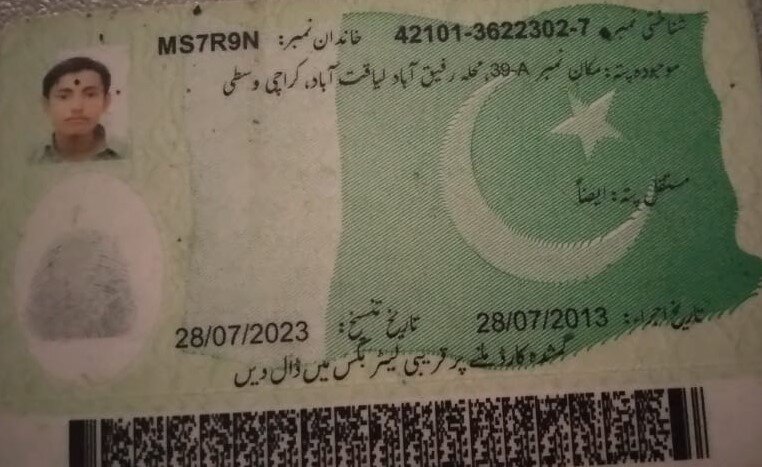 شناختی نمبر: 42101-3622302-7 خاندان نمبر: MS7R9N
موجودہ پتہ: مکان نمبر 39-A، محلہ رفیق آباد لیاقت آباد، کراچی وسطی
مستقل پتہ: ایضاً
تاریخ اجراء: 28/07/2013 تاریخ تنسیخ: 28/07/2023
گمشدہ کارڈ ملنے پر قریبی لیٹر بکس میں ڈال دیں